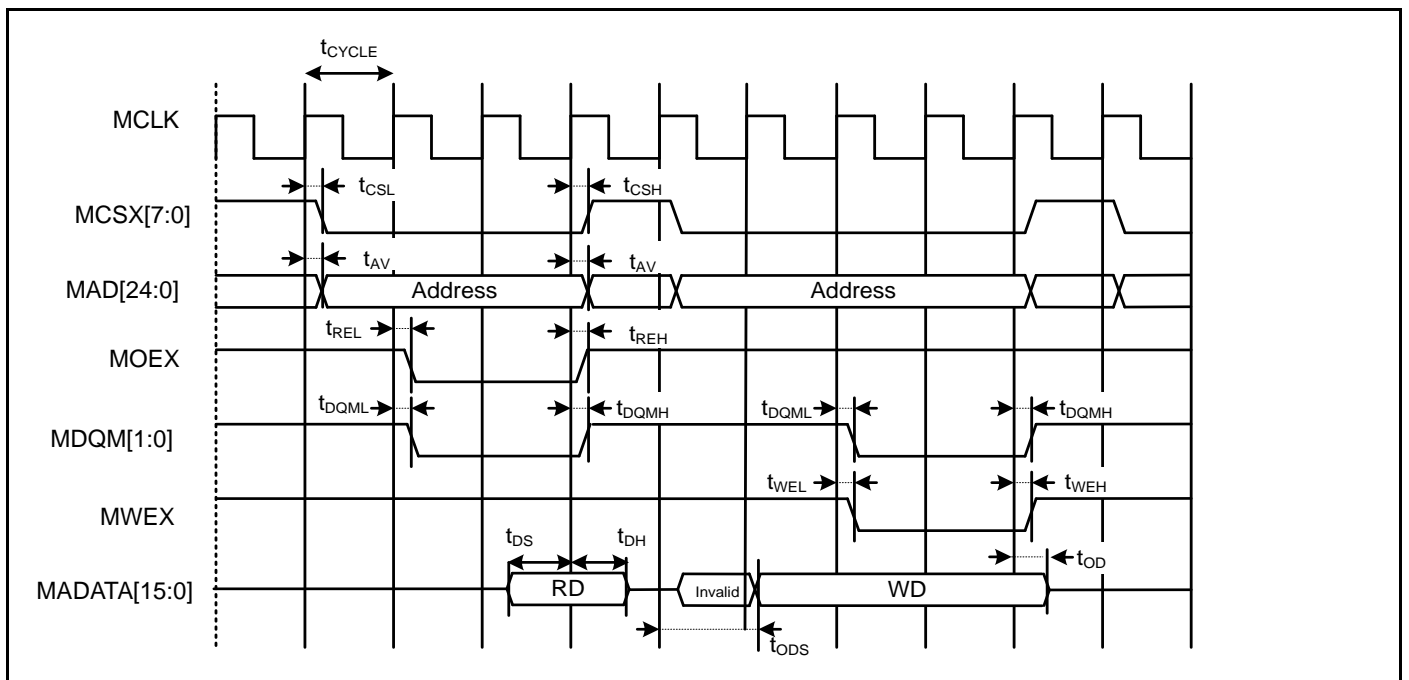 tCYCLE
MCLK
tCSL
tCSH
MCSX[7:0]
tAV
tAV
MAD[24:0]
Address
Address
tREL
tREH
MOEX
tDQML
tDQMH
tDQML
tDQMH
MDQM[1:0]
tWEL
tWEH
MWEX
tDS
tDH
tOD
MADATA[15:0]
RD
Invalid
WD
tODS